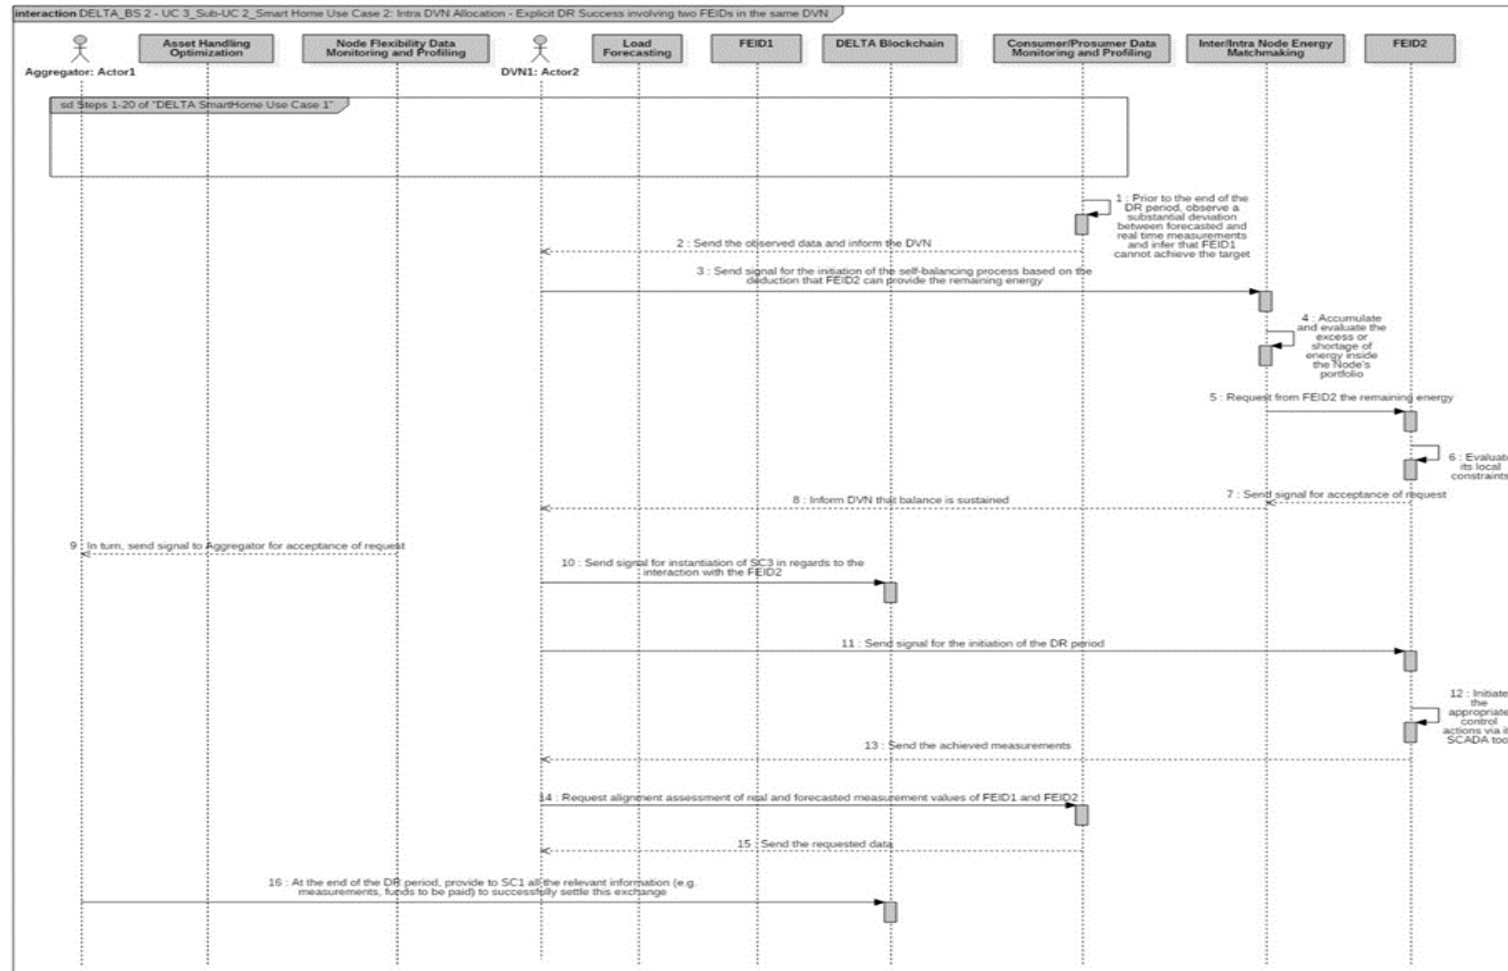 interaction DELTA_BS 2 - UC 3_Sub-UC 2_Smart Home Use Case 2: Intra DVN Allocation - Explicit DR Success involving two FEIDs in the same DVN
Aggregator: Actor1
Asset Handling
Optimization
Node Flexibility Data
Monitoring and Profiling
DVN1: Actor2
Load
Forecasting
FEID1
DELTA Blockchain
Consumer/Prosumer Data
Monitoring and Profiling
Inter/Intra Node Energy
Matchmaking
FEID2
sd Steps 1-20 of "DELTA SmartHome Use Case 1"
1 : Prior to the end of the
DR period, observe a
substantial deviation
between forecasted and
real time measurements
and infer that FEID1
cannot achieve the target
2 : Send the observed data and inform the DVN
3 : Send signal for the initiation of the self-balancing process based on the
deduction that FEID2 can provide the remaining energy
4 : Accumulate
and evaluate the
excess or
shortage of
energy inside
the Node's
portfolio
5 : Request from FEID2 the remaining energy
6 : Evaluate
its local
constraints
7 : Send signal for acceptance of request
8 : Inform DVN that balance is sustained
9 : In turn, send signal to Aggregator for acceptance of request
10 : Send signal for instantiation of SC3 in regards to the
interaction with the FEID2
11 : Send signal for the initiation of the DR period
12 : Initiate
the
appropriate
control
actions via it
SCADA too
13 : Send the achieved measurements
14 : Request alignment assessment of real and forecasted measurement values of FEID1 and FEID2
15 : Send the requested data
16 : At the end of the DR period, provide to SC1 all the relevant information (e.g.
measurements, funds to be paid) to successfully settle this exchange